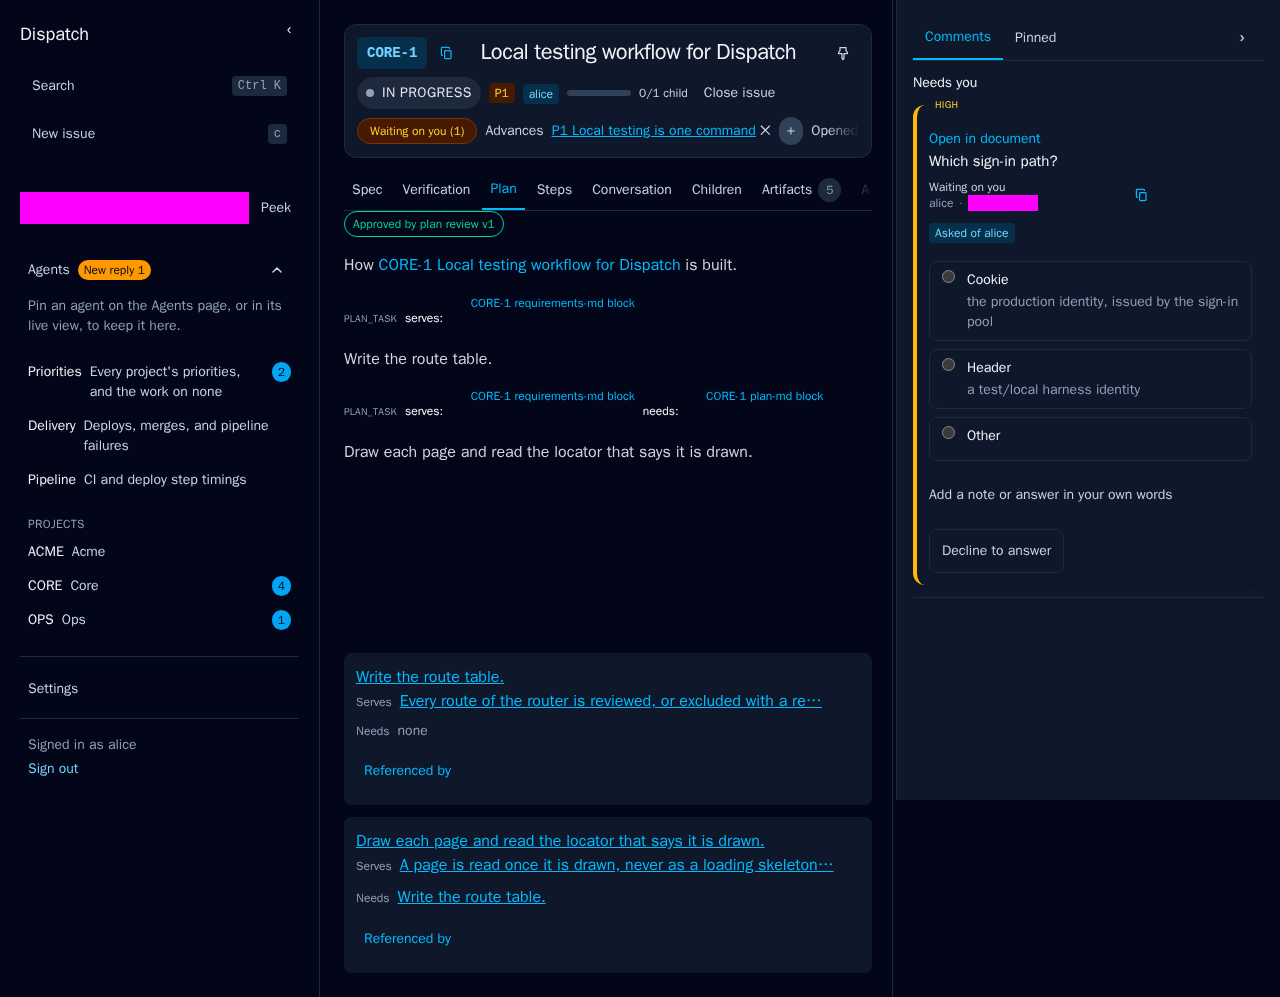 Dispatch
Search Ctrl K
New issue C
Peek
Agents New reply 1
Pin an agent on the Agents page, or in its
live view, to keep it here.
Priorities Every project's priorities, 2
and the work on none
Delivery Deploys, merges, and pipeline
failures
Pipeline CI and deploy step timings
PROJECTS
ACME Acme
CORE Core 4
OPS Ops 1
Settings
Signed in as alice
Sign out
CORE-1 Local testing workflow for Dispatch
IN PROGRESS P1 alice 0/1 child Close issue
Waiting on you (1) Advances P1 Local testing is one command Opened
Spec Verification Plan Steps Conversation Children Artifacts 5
Approved by plan review v1
How CORE-1 Local testing workflow for Dispatch is built.
CORE-1 requirements-md block
PLAN_TASK serves:
Write the route table.
CORE-1 requirements-md block CORE-1 plan-md block
PLAN_TASK serves: needs:
Draw each page and read the locator that says it is drawn.
Write the route table.
Serves Every route of the router is reviewed, or excluded with a re…
Needs none
Referenced by
Draw each page and read the locator that says it is drawn.
Serves A page is read once it is drawn, never as a loading skeleton…
Needs Write the route table.
Referenced by
Comments Pinned
Needs you
HIGH
Open in document
Which sign-in path?
Waiting on you
alice ·
Asked of alice
Cookie
the production identity, issued by the sign-in
pool
Header
a test/local harness identity
Other
Add a note or answer in your own words
Decline to answer